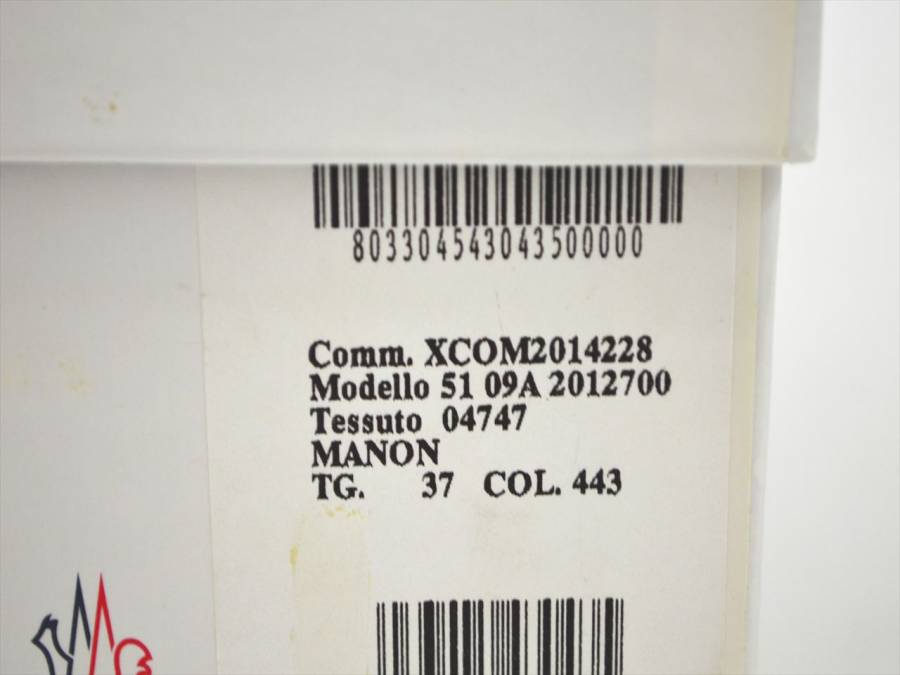 803304543043500000
Comm. XCOM2014228
Modello 51 09A 2012700
Tessuto 04747
MANON
TG. 37 COL. 443